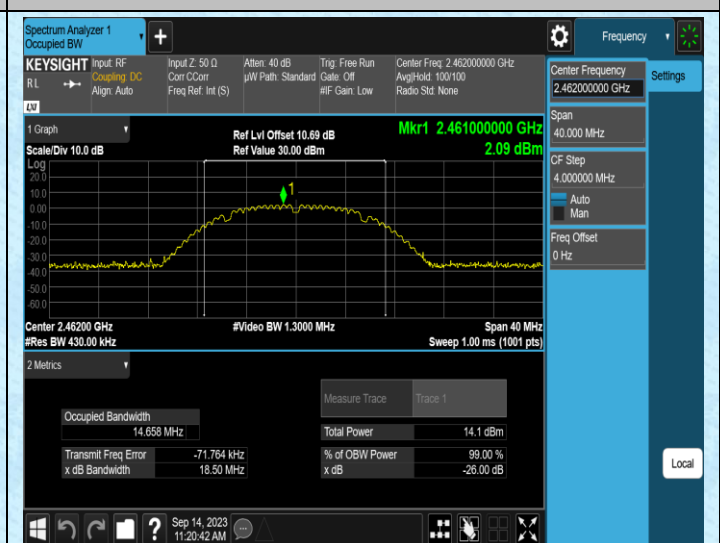 Spectrum Analyzer 1
Occupied BW
Frequency
KEYSIGHT
RL
LXI
Input: RF
Coupling: DC
Align: Auto
Input Z: 50 Ω
Corr CCorr
Freq Ref: Int (S)
Atten: 40 dB
µW Path: Standard
Trig: Free Run
Gate: Off
#IF Gain: Low
Center Freq: 2.462000000 GHz
Avg|Hold: 100/100
Radio Std: None
1 Graph
Scale/Div 10.0 dB
Ref Lvl Offset 10.69 dB
Ref Value 30.00 dBm
Mkr1 2.461000000 GHz
2.09 dBm
Log
20.0
10.0
0.00
-10.0
-20.0
-30.0
-40.0
-50.0
-60.0
1
Center 2.46200 GHz
#Res BW 430.00 kHz
#Video BW 1.3000 MHz
Span 40 MHz
Sweep 1.00 ms (1001 pts)
2 Metrics
Measure Trace Trace 1
Occupied Bandwidth
14.658 MHz
Total Power 14.1 dBm
Transmit Freq Error -71.764 kHz
% of OBW Power 99.00 %
x dB Bandwidth 18.50 MHz
x dB -26.00 dB
Center Frequency
2.462000000 GHz
Settings
Span
40.000 MHz
CF Step
4.000000 MHz
Auto
Man
Freq Offset
0 Hz
Local
?
Sep 14, 2023
11:20:42 AM